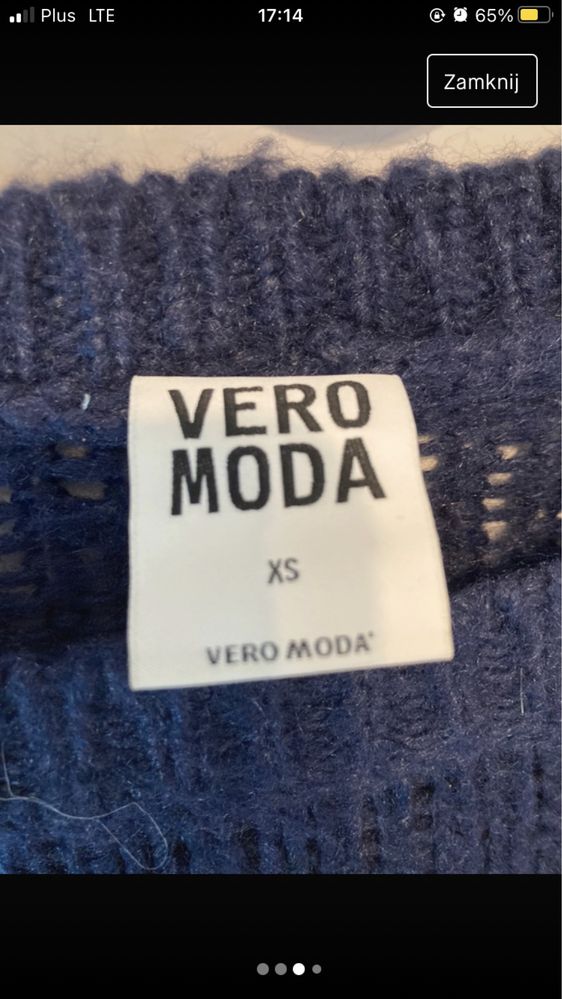 Plus LTE 17:14 65%
Zamknij
VERO
MODA
XS
VERO MODA